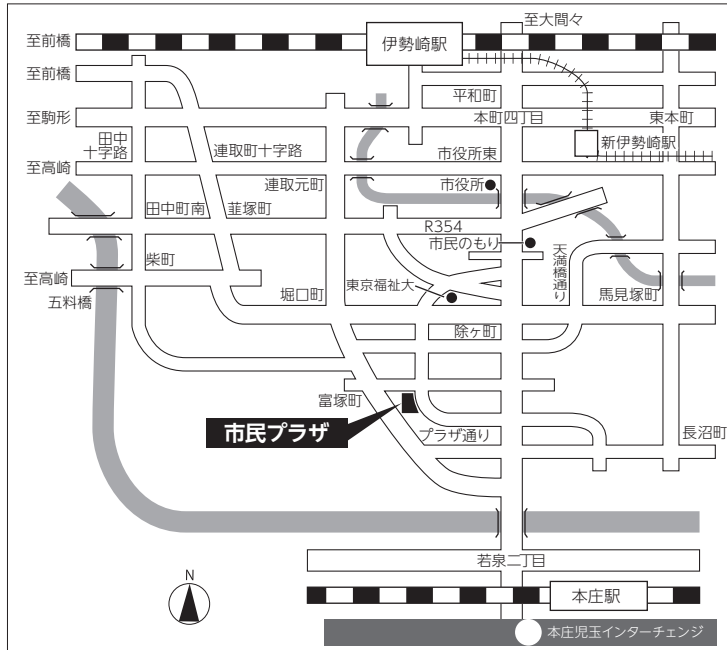 至大間々
至前橋
伊勢崎駅
至前橋
平和町
至駒形
本町四丁目
東本町
田中
十字路
連取町十字路
市役所東
新伊勢崎駅
至高崎
連取元町
市役所
田中町南
韮塚町
R354
市民のもり
天満橋通り
柴町
至高崎
東京福祉大
五料橋
堀口町
馬見塚町
除ヶ町
富塚町
市民プラザ
プラザ通り
長沼町
若泉二丁目
N
本庄駅
本庄児玉インターチェンジ